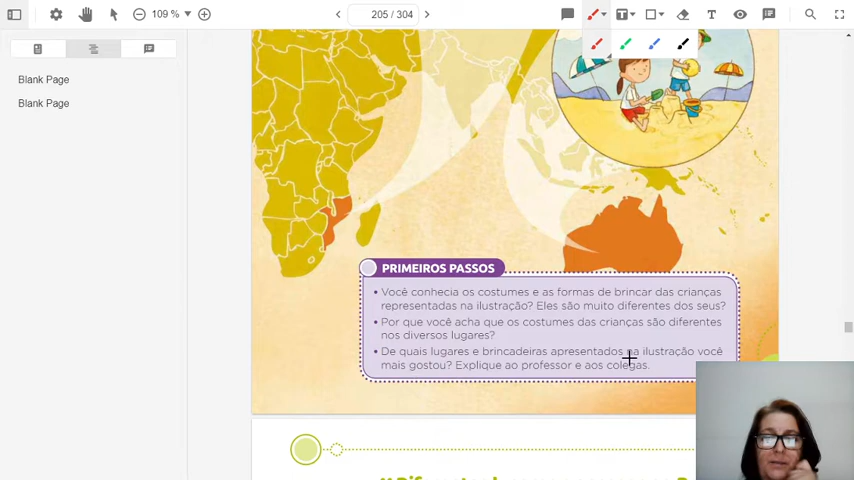 109 %
205 / 304
Blank Page
Blank Page
PRIMEIROS PASSOS
• Você conhecia os costumes e as formas de brincar das crianças
representadas na ilustração? Eles são muito diferentes dos seus?
• Por que você acha que os costumes das crianças são diferentes
nos diversos lugares?
• De quais lugares e brincadeiras apresentados na ilustração você
mais gostou? Explique ao professor e aos colegas.